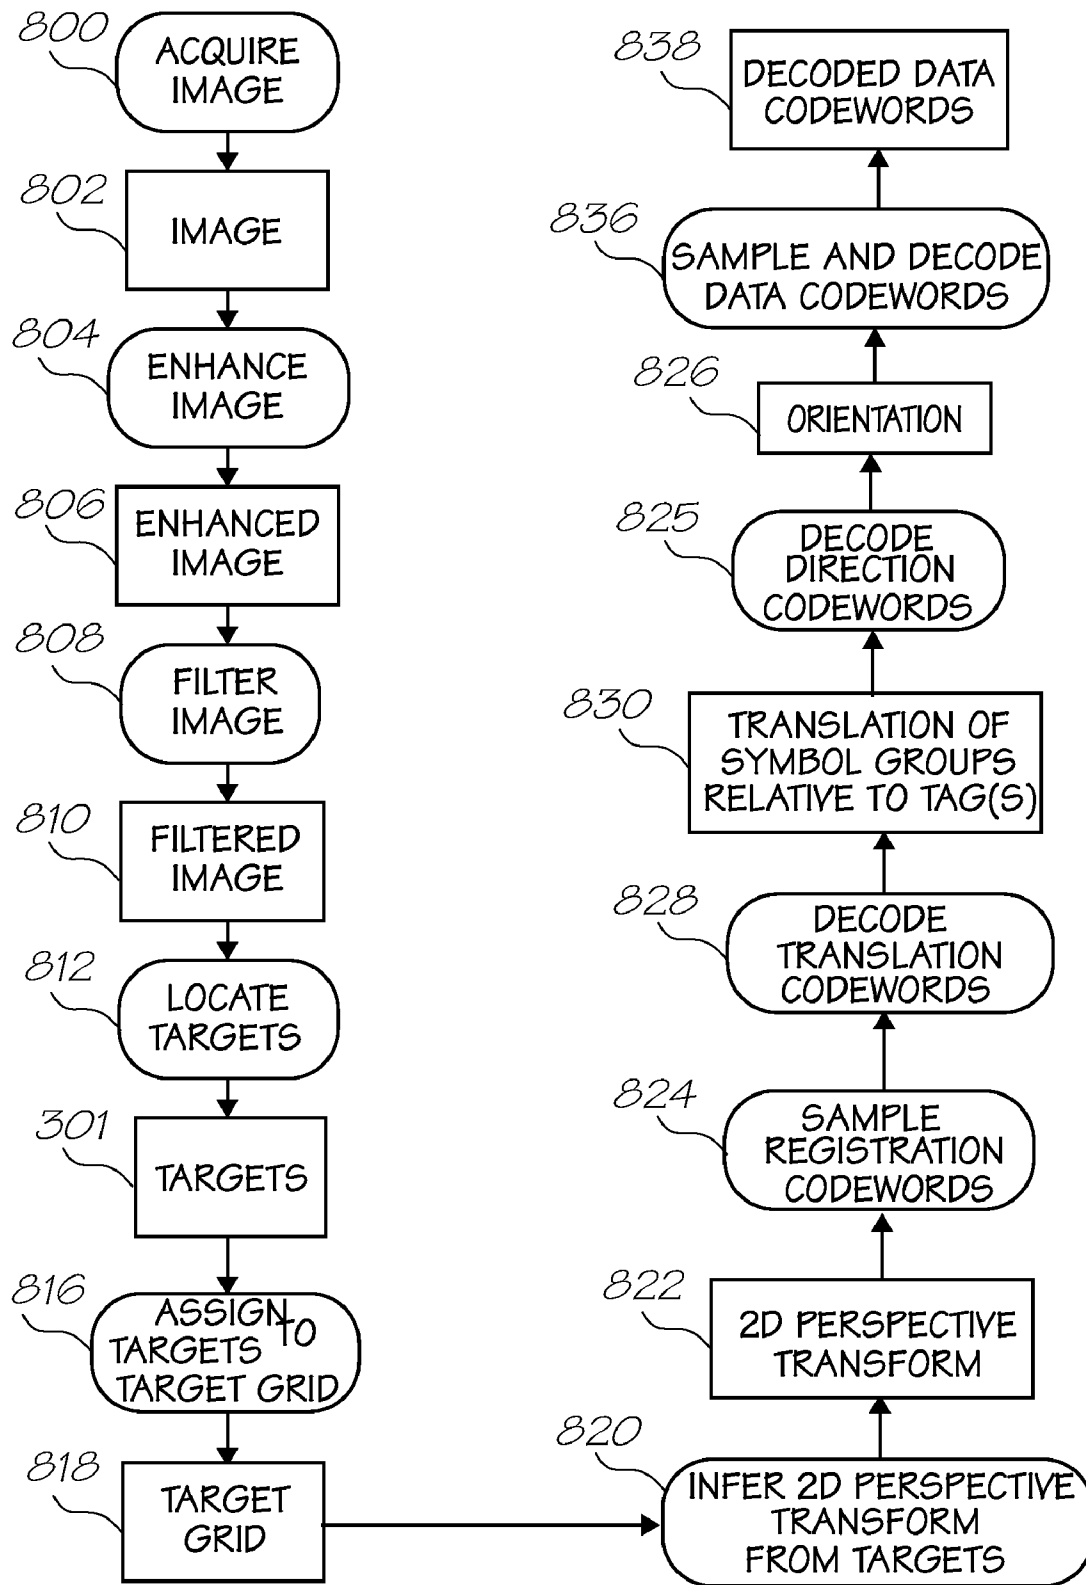 800
ACQUIRE
IMAGE
802
IMAGE
804
ENHANCE
IMAGE
806
ENHANCED
IMAGE
808
FILTER
IMAGE
810
FILTERED
IMAGE
812
LOCATE
TARGETS
301
TARGETS
816
ASSIGN TO
TARGETS
TARGET GRID
818
TARGET
GRID
838
DECODED DATA
CODEWORDS
836
SAMPLE AND DECODE
DATA CODEWORDS
826
ORIENTATION
825
DECODE
DIRECTION
CODEWORDS
830
TRANSLATION OF
SYMBOL GROUPS
RELATIVE TO TAG(S)
828
DECODE
TRANSLATION
CODEWORDS
824
SAMPLE
REGISTRATION
CODEWORDS
822
2D PERSPECTIVE
TRANSFORM
820
INFER 2D PERSPECTIVE
TRANSFORM
FROM TARGETS